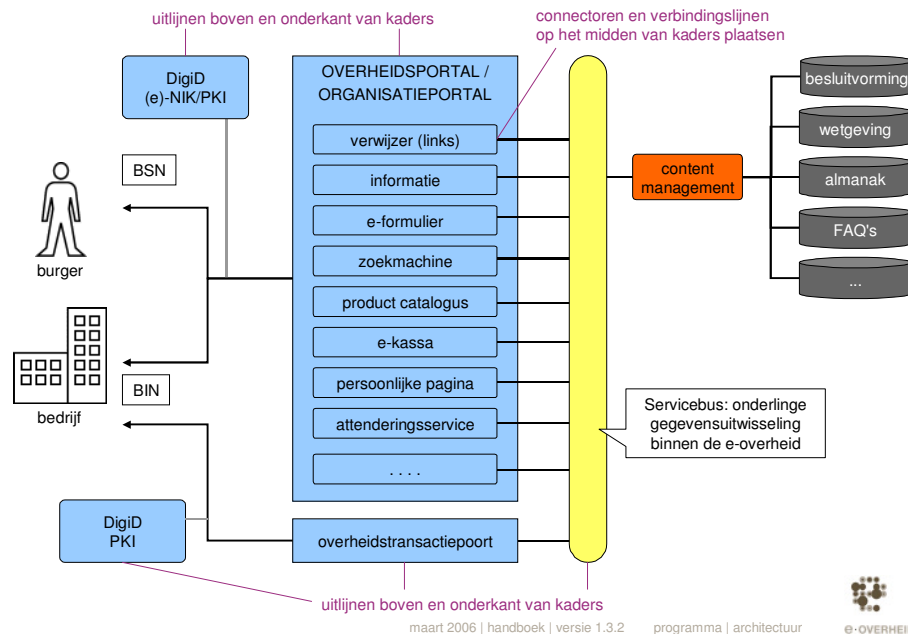 uitlijnen boven en onderkant van kaders
connectoren en verbindingslijnen
op het midden van kaders plaatsen
DigiD
(e)-NIK/PKI
OVERHEIDSPORTAL /
ORGANISATIEPORTAL
verwijzer (links)
informatie
e-formulier
zoekmachine
product catalogus
e-kassa
persoonlijke pagina
attenderingsservice
. . . .
BSN
burger
BIN
bedrijf
content
management
besluitvorming
wetgeving
almanak
FAQ's
...
Servicebus: onderlinge
gegevensuitwisseling
binnen de e-overheid
DigiD
PKI
overheidstransactiepoort
uitlijnen boven en onderkant van kaders
maart 2006 | handboek | versie 1.3.2 programma | architectuur
e-OVERHEI